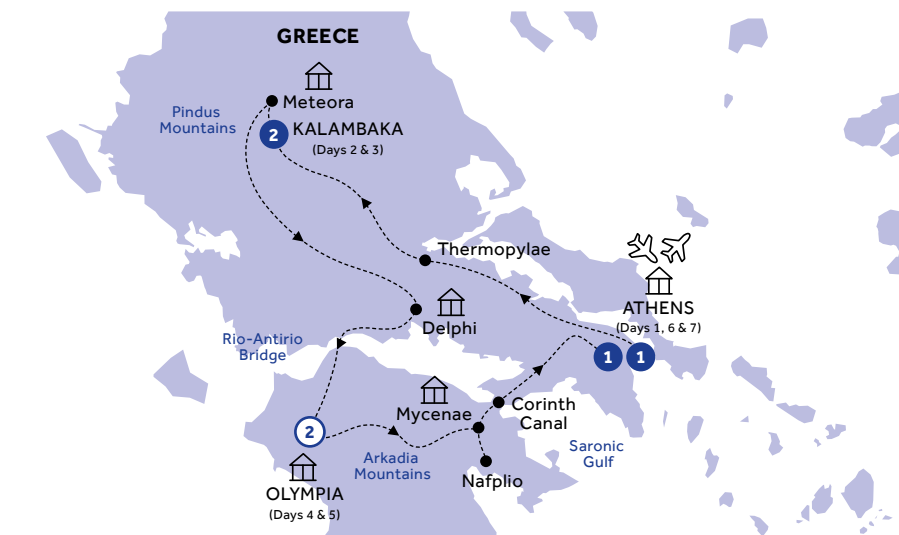 GREECE
Meteora
Pindus
Mountains
2
KALAMBAKA
(Days 2 & 3)
Thermopylae
ATHENS
(Days 1, 6 & 7)
Delphi
Rio-Antirio
Bridge
1
1
Mycenae
Corinth
Canal
2
Arkadia
Mountains
Saronic
Gulf
Nafplio
OLYMPIA
(Days 4 & 5)